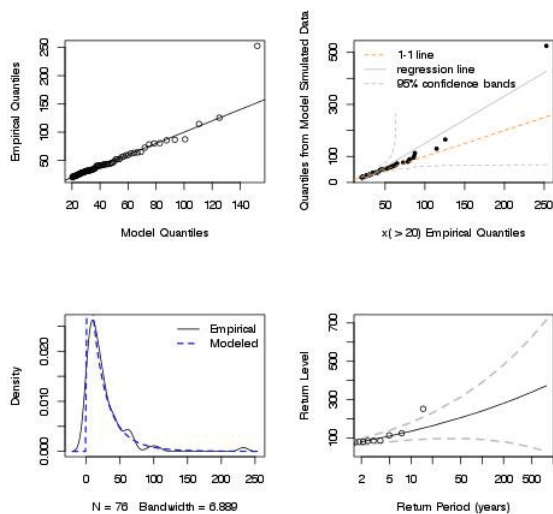 Empirical Quantiles
50 100 150 200 250
20 40 60 80 100 120 140
Model Quantiles
Quantiles from Model Simulated Data
0 100 300 500
1-1 line
regression line
95% confidence bands
50 100 150 200 250
x( > 20) Empirical Quantiles
Density
0.000 0.010 0.020
Empirical
Modeled
0 50 100 150 200 250
N = 76 Bandwidth = 6.889
Return Level
100 300 500 700
2 5 10 50 500
Return Period (years)